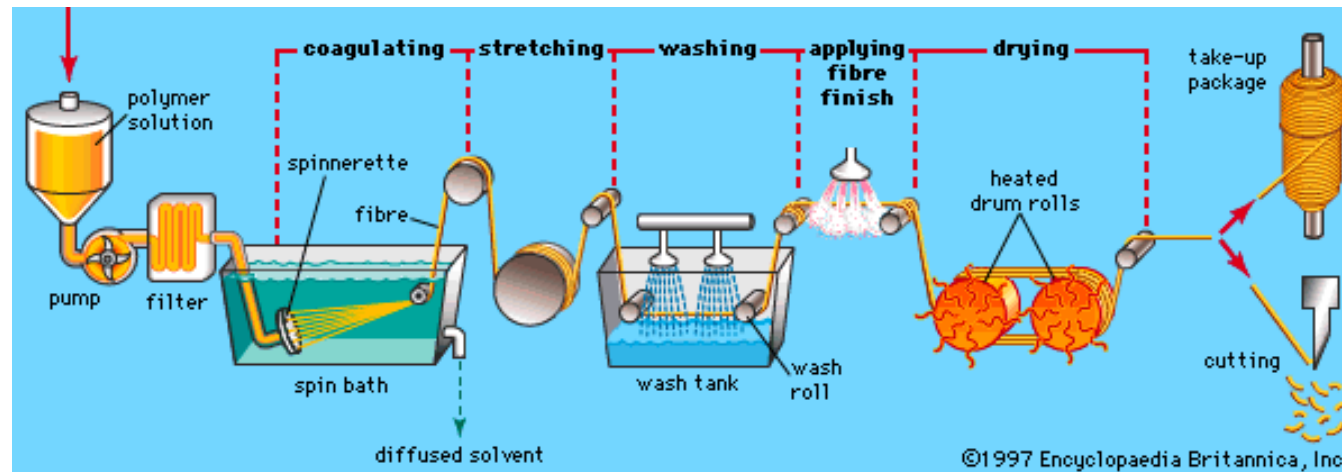 coagulating
stretching
washing
applying
fibre
finish
drying
take-up
package
polymer
solution
spinnerette
fibre
heated
drum rolls
pump
filter
spin bath
wash tank
wash
roll
cutting
diffused solvent
©1997 Encyclopaedia Britannica, Inc